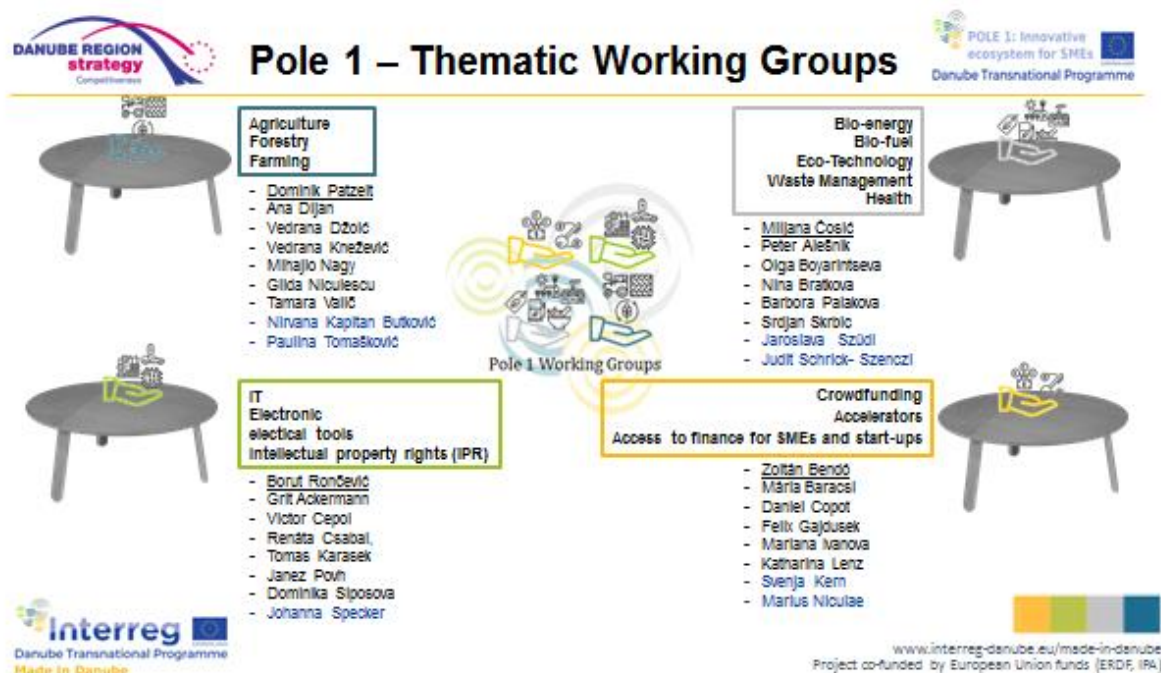 DANUBE REGION
strategy
Competitiveness
Pole 1 – Thematic Working Groups
POLE 1: Innovative
ecosystem for SMEs
Danube Transnational Programme
Agriculture
Forestry
Farming
- Dominik Patzelt
- Ana Dijan
- Vedrana Džoić
- Vedrana Knežević
- Mihajlo Nagy
- Gilda Niculescu
- Tamara Valič
- Nirvana Kapitan Butković
- Paulína Tomášková
Bio-energy
Bio-fuel
Eco-Technology
Waste Management
Health
- Miljana Ćosić
- Peter Alešnik
- Olga Boyarintseva
- Nina Bratkova
- Barbora Palakova
- Srdjan Skrbic
- Jaroslava Szüdi
- Judit Schrick- Szenczi
Pole 1 Working Groups
IT
Electronic
electical tools
Intellectual property rights (IPR)
- Borut Rončević
- Grit Ackermann
- Victor Cepoi
- Renáta Csabai,
- Tomas Karasek
- Janez Povh
- Dominika Siposova
- Johanna Specker
Crowdfunding
Accelerators
Access to finance for SMEs and start-ups
- Zoltán Bendó
- Mária Baracsi
- Daniel Copot
- Felix Gajdusek
- Mariana Ivanova
- Katharina Lenz
- Svenja Kern
- Marius Niculae
Interreg
Danube Transnational Programme
Made in Danube
www.interreg-danube.eu/made-in-danube
Project co-funded by European Union funds (ERDF, IPA)